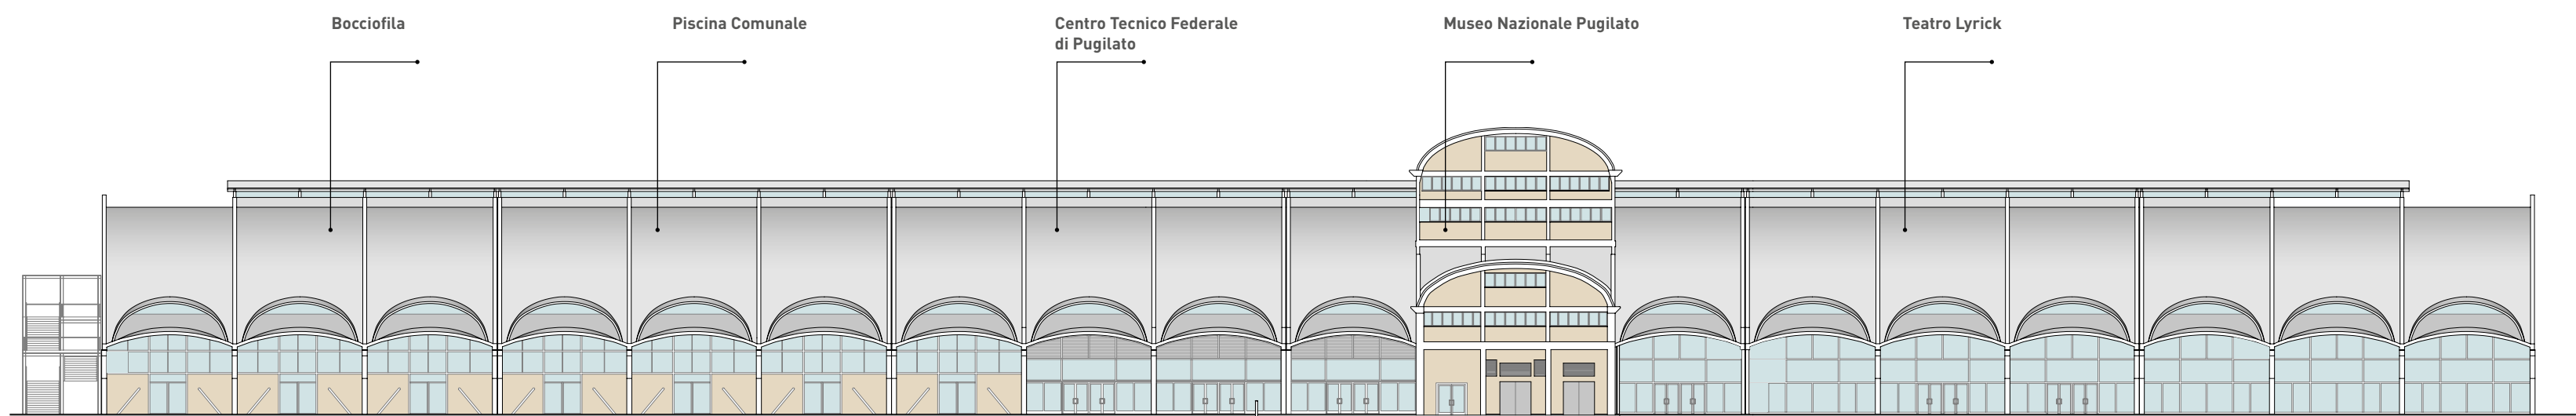 Bocciofila
Piscina Comunale
Centro Tecnico Federale
di Pugilato
Museo Nazionale Pugilato
Teatro Lyrick